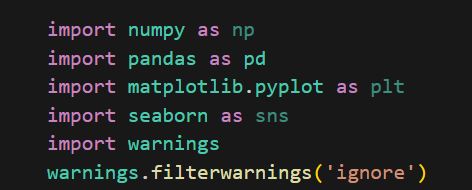 import numpy as np
import pandas as pd
import matplotlib.pyplot as plt
import seaborn as sns
import warnings
warnings.filterwarnings('ignore')